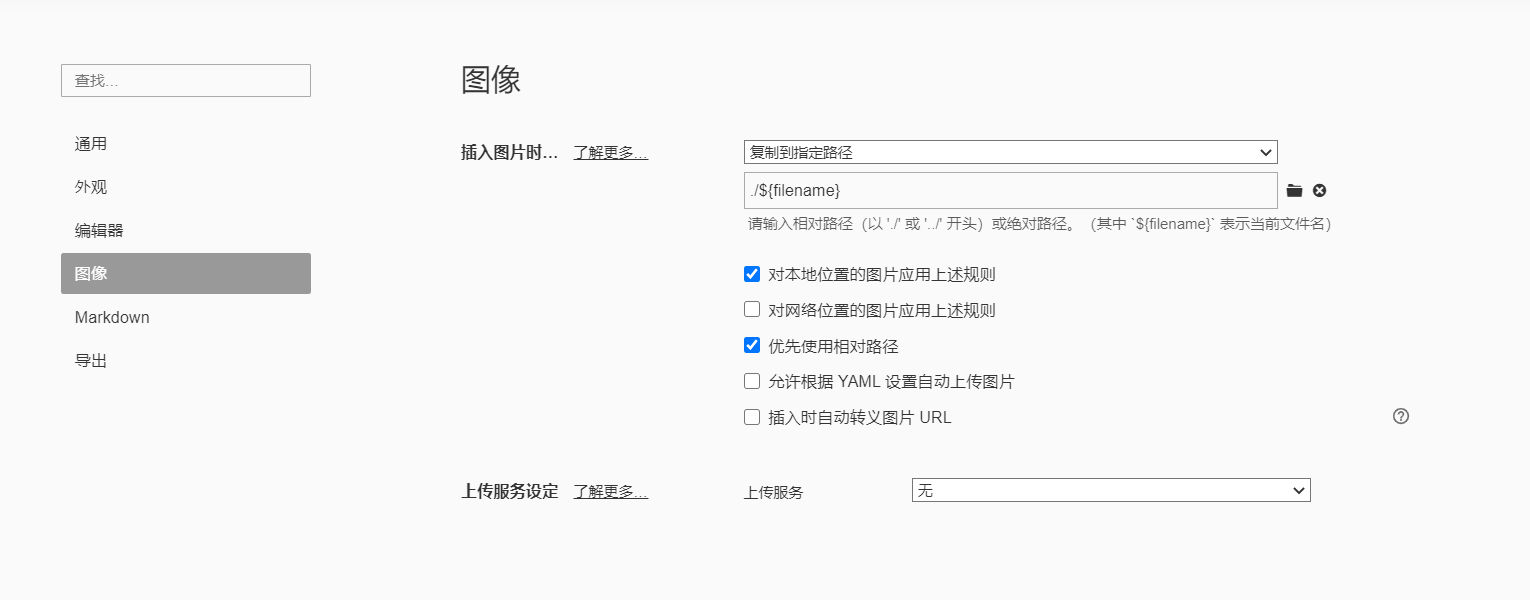 查找...
通用
外观
编辑器
图像
Markdown
导出
图像
插入图片时... 了解更多... 复制到指定路径
./${filename}
请输入相对路径（以 './' 或 '../' 开头）或绝对路径。（其中 `${filename}` 表示当前文件名）
对本地位置的图片应用上述规则
对网络位置的图片应用上述规则
优先使用相对路径
允许根据 YAML 设置自动上传图片
插入时自动转义图片 URL
上传服务设定 了解更多... 上传服务 无